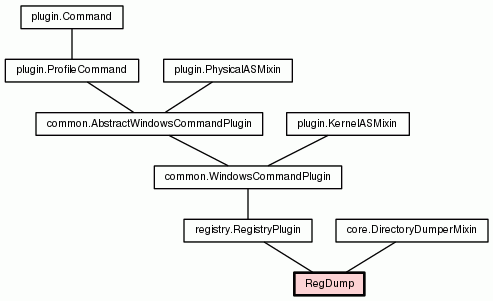 plugin.Command
plugin.ProfileCommand
plugin.PhysicalASMixin
common.AbstractWindowsCommandPlugin
plugin.KernelASMixin
common.WindowsCommandPlugin
registry.RegistryPlugin
core.DirectoryDumperMixin
RegDump